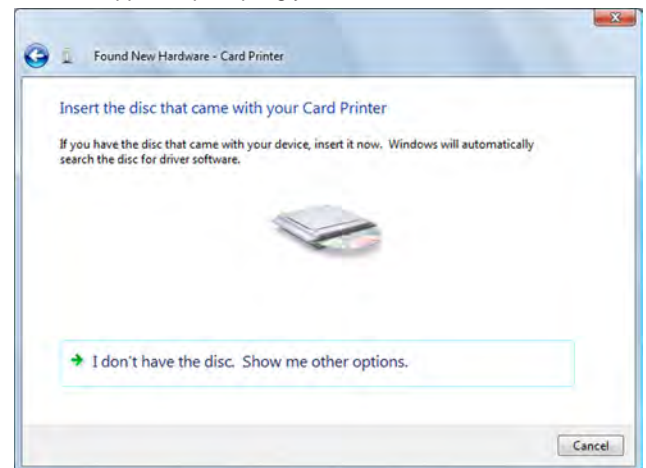 Found New Hardware - Card Printer
Insert the disc that came with your Card Printer
If you have the disc that came with your device, insert it now. Windows will automatically
search the disc for driver software.
I don't have the disc. Show me other options.
Cancel